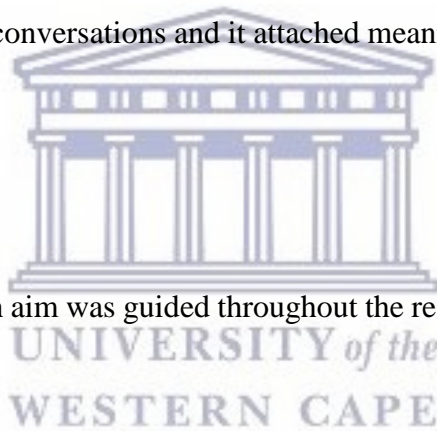 conversations and it attached mean
n aim was guided throughout the re
UNIVERSITY of the
WESTERN CAPE